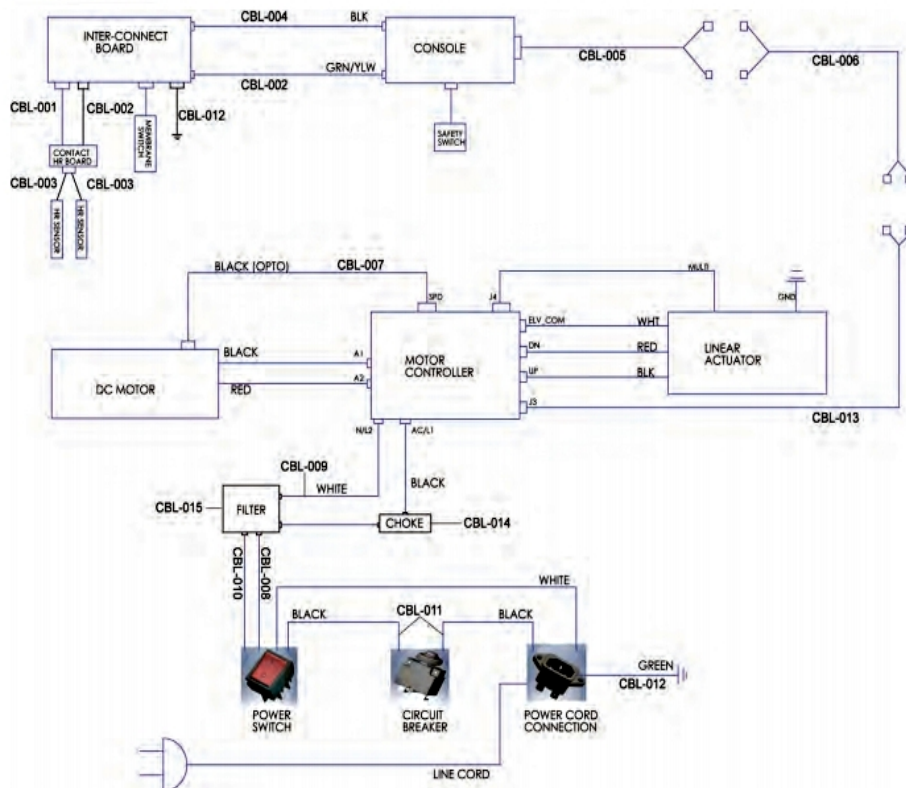 CBL-004
BLK
INTER-CONNECT
BOARD
CONSOLE
CBL-005
CBL-006
GRN/YLW
CBL-002
CBL-001
CBL-002
CBL-012
MEMBRANE
SWITCH
SAFETY
SWITCH
CONTACT
HR BOARD
CBL-003
CBL-003
HR SENSOR
HR SENSOR
BLACK (OPTO)
CBL-007
MULTI
SPD
J4
GND
ELV_COM
WHT
BLACK
A1
MOTOR
CONTROLLER
DN
RED
LINEAR
ACTUATOR
DC MOTOR
RED
A2
UP
BLK
J3
CBL-013
N/L2
AC/L1
CBL-009
WHITE
BLACK
CBL-015
FILTER
CHOKE
CBL-014
CBL-010
CBL-008
WHITE
BLACK
CBL-011
BLACK
GREEN
CBL-012
POWER
SWITCH
CIRCUIT
BREAKER
POWER CORD
CONNECTION
LINE CORD